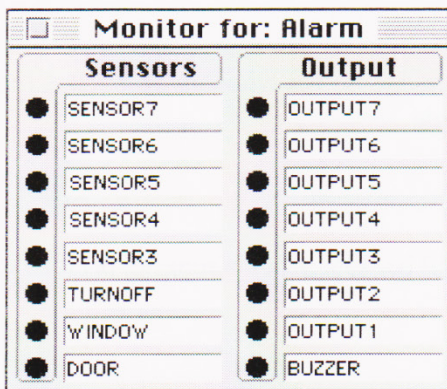 Monitor for: Alarm
Sensors
SENSOR7
SENSOR6
SENSOR5
SENSOR4
SENSOR3
TURNOFF
WINDOW
DOOR
Output
OUTPUT7
OUTPUT6
OUTPUT5
OUTPUT4
OUTPUT3
OUTPUT2
OUTPUT1
BUZZER